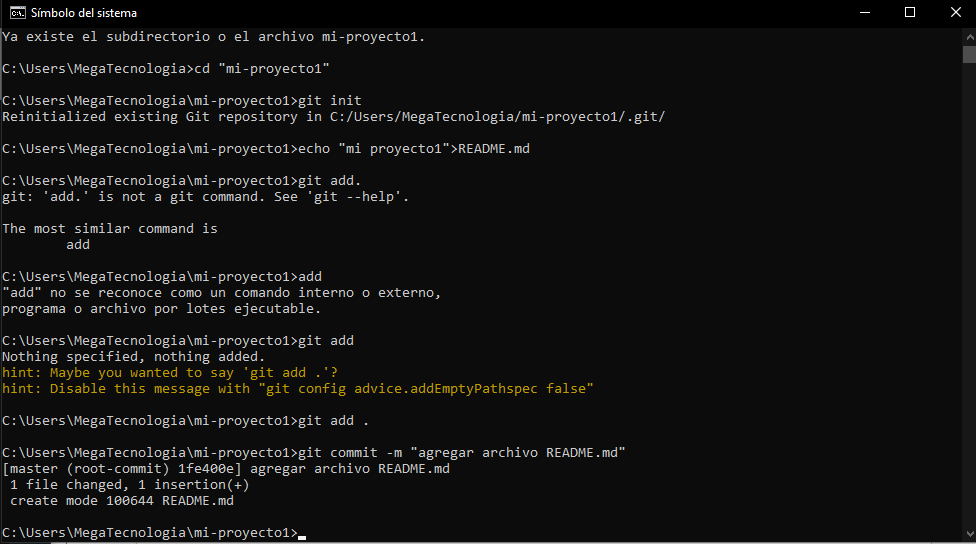 Símbolo del sistema
Ya existe el subdirectorio o el archivo mi-proyecto1.
C:\Users\MegaTecnologia>cd "mi-proyecto1"
C:\Users\MegaTecnologia\mi-proyecto1>git init
Reinitialized existing Git repository in C:/Users/MegaTecnologia/mi-proyecto1/.git/
C:\Users\MegaTecnologia\mi-proyecto1>echo "mi proyecto1">README.md
C:\Users\MegaTecnologia\mi-proyecto1>git add.
git: 'add.' is not a git command. See 'git --help'.
The most similar command is
        add
C:\Users\MegaTecnologia\mi-proyecto1>add
"add" no se reconoce como un comando interno o externo,
programa o archivo por lotes ejecutable.
C:\Users\MegaTecnologia\mi-proyecto1>git add
Nothing specified, nothing added.
hint: Maybe you wanted to say 'git add .'?
hint: Disable this message with "git config advice.addEmptyPathspec false"
C:\Users\MegaTecnologia\mi-proyecto1>git add .
C:\Users\MegaTecnologia\mi-proyecto1>git commit -m "agregar archivo README.md"
[master (root-commit) 1fe400e] agregar archivo README.md
 1 file changed, 1 insertion(+)
 create mode 100644 README.md
C:\Users\MegaTecnologia\mi-proyecto1>